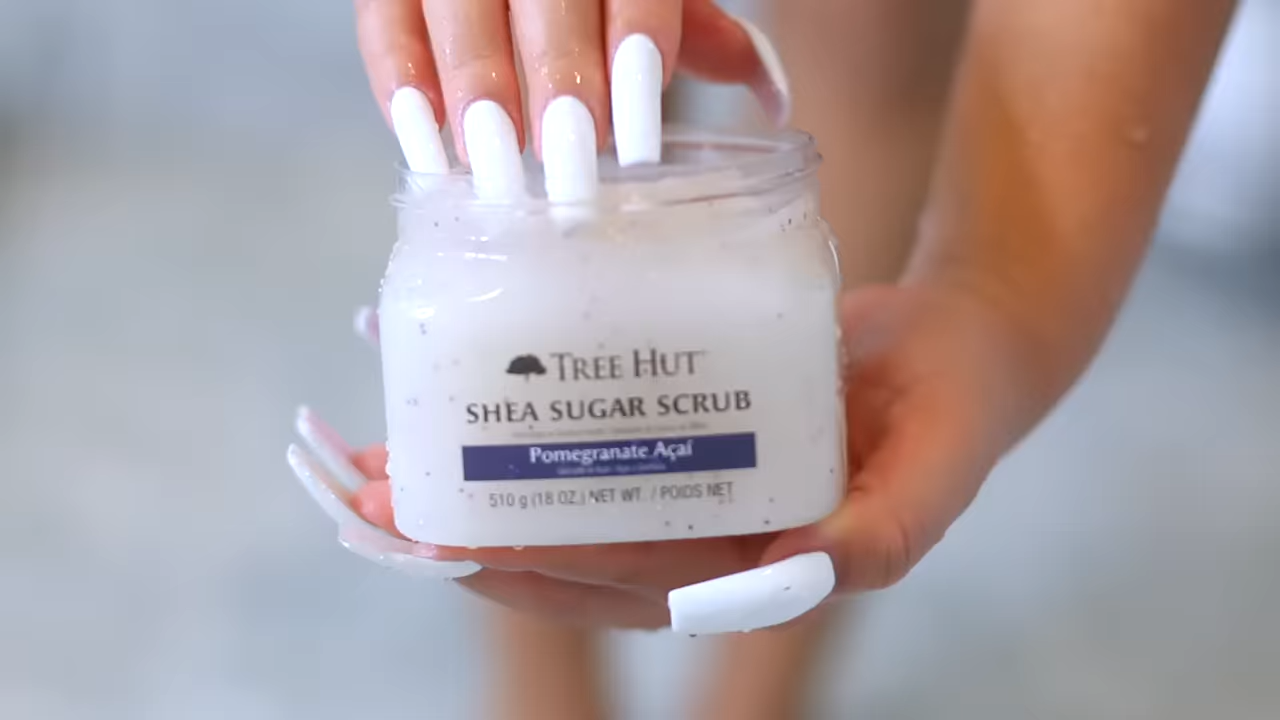 TREE HUT
SHEA SUGAR SCRUB
Pomegranate Açaí
510 g (18 OZ.) NET WT. / POIDS NET